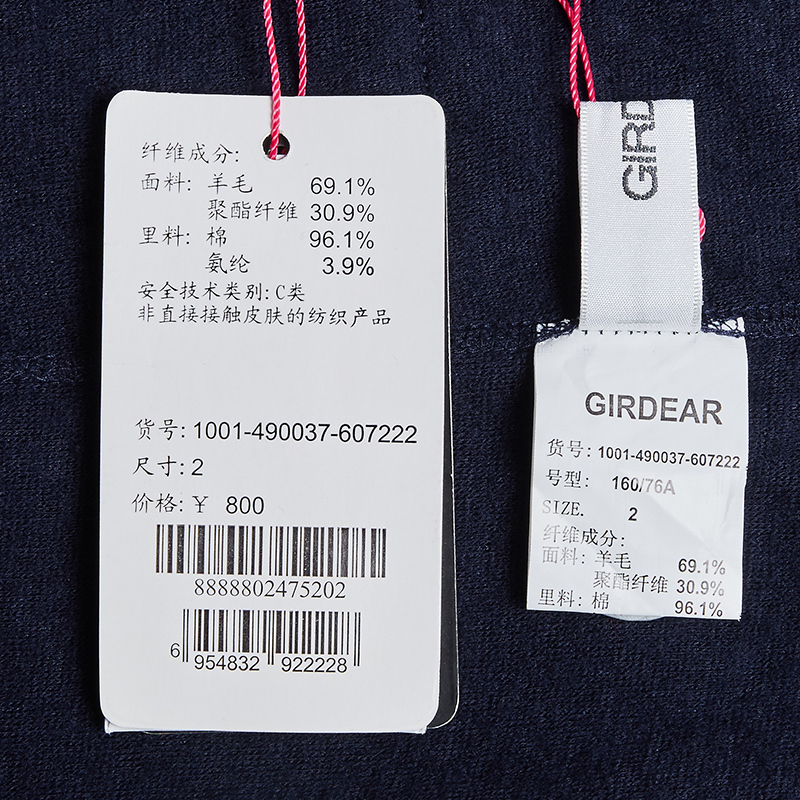 纤维成分:
面料: 羊毛 69.1%
聚酯纤维 30.9%
里料: 棉 96.1%
氨纶 3.9%
安全技术类别: C类
非直接接触皮肤的纺织产品
货号: 1001-490037-607222
尺寸: 2
价格: ¥ 800
8888802475202
6 954832 922228
GIRD
GIRDEAR
货号: 1001-490037-607222
号型: 160/76A
SIZE. 2
纤维成分:
面料: 羊毛 69.1%
聚酯纤维 30.9%
里料: 棉 96.1%